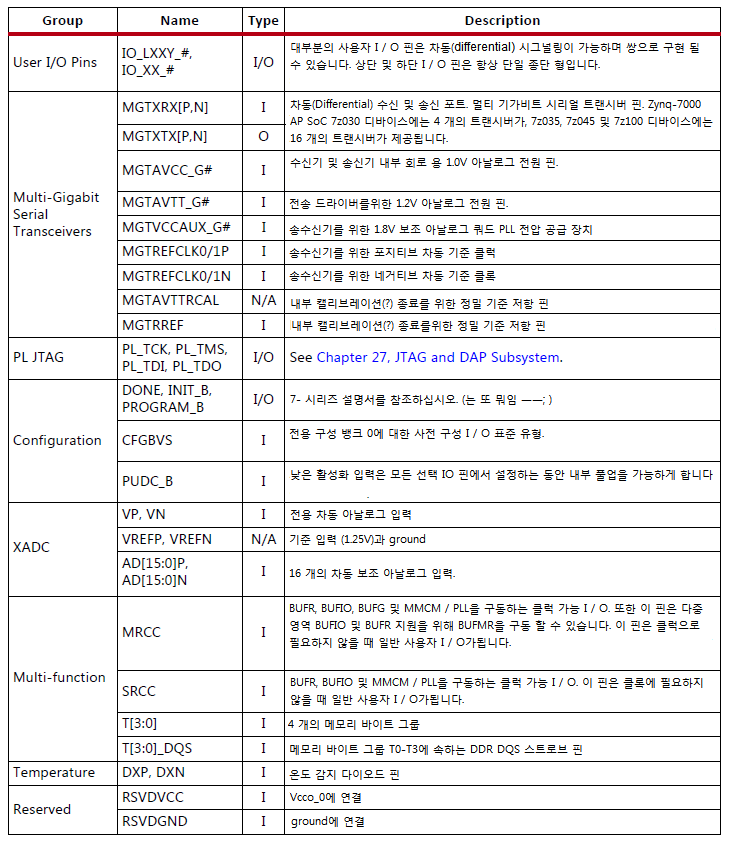 Group Name Type Description
User I/O Pins
IO_LXXY_#,
IO_XX_#
I/O
대부분의 사용자 I / O 핀은 차동(differential) 시그널링이 가능하며 쌍으로 구현 될
수 있습니다. 상단 및 하단 I / O 핀은 항상 단일 종단 형입니다.
Multi-Gigabit
Serial
Transceivers
MGTXRX[P,N] I
MGTXTX[P,N] O
차동(Differential) 수신 및 송신 포트. 멀티 기가비트 시리얼 트랜시버 핀. Zynq-7000
AP SoC 7z030 디바이스에는 4 개의 트랜시버가, 7z035, 7z045 및 7z100 디바이스에는
16 개의 트랜시버가 제공됩니다.
MGTAVCC_G# I 수신기 및 송신기 내부 회로 용 1.0V 아날로그 전원 핀.
MGTAVTT_G# I 전송 드라이버를위한 1.2V 아날로그 전원 핀.
MGTVCCAUX_G# I 송수신기를 위한 1.8V 보조 아날로그 쿼드 PLL 전압 공급 장치
MGTREFCLK0/1P I 송수신기를 위한 포지티브 차동 기준 클럭
MGTREFCLK0/1N I 송수신기를 위한 네거티브 차동 기준 클록
MGTAVTTRCAL N/A 내부 캘리브레이션(?) 종료를 위한 정밀 기준 저항 핀
MGTRREF I 내부 캘리브레이션(?) 종료를위한 정밀 기준 저항 핀
PL JTAG
PL_TCK, PL_TMS,
PL_TDI, PL_TDO
I/O See Chapter 27, JTAG and DAP Subsystem.
Configuration
DONE, INIT_B,
PROGRAM_B
I/O 7- 시리즈 설명서를 참조하십시오. (는 또 뭐임 ㅡㅡ; )
CFGBVS I 전용 구성 뱅크 0에 대한 사전 구성 I / O 표준 유형.
PUDC_B I 낮은 활성화 입력은 모든 선택 IO 핀에서 설정하는 동안 내부 풀업을 가능하게 합니다
.
XADC
VP, VN I 전용 차동 아날로그 입력
VREFP, VREFN N/A 기준 입력 (1.25V)과 ground
AD[15:0]P,
AD[15:0]N
I 16 개의 차동 보조 아날로그 입력.
Multi-function
MRCC I
BUFR, BUFIO, BUFG 및 MMCM / PLL을 구동하는 클럭 가능 I / O. 또한 이 핀은 다중
영역 BUFIO 및 BUFR 지원을 위해 BUFMR을 구동 할 수 있습니다. 이 핀은 클럭으로
필요하지 않을 때 일반 사용자 I / O가됩니다.
SRCC I
BUFR, BUFIO 및 MMCM / PLL을 구동하는 클럭 가능 I / O. 이 핀은 클록에 필요하지
않을 때 일반 사용자 I / O가됩니다.
T[3:0] I 4 개의 메모리 바이트 그룹
T[3:0]_DQS I 메모리 바이트 그룹 T0-T3에 속하는 DDR DQS 스트로브 핀
Temperature DXP, DXN I 온도 감지 다이오드 핀
Reserved
RSVDVCC I Vcco_0에 연결
RSVDGND I ground에 연결